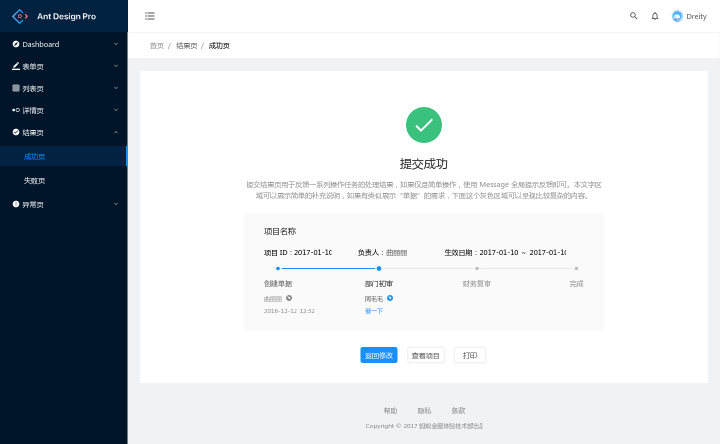 Ant Design Pro
Dreity
Dashboard
表单页
列表页
详情页
结果页
成功页
失败页
异常页
首页 / 结果页 / 成功页
提交成功
提交结果页用于反馈一系列操作任务的处理结果，如果仅是简单操作，使用 Message 全局提示反馈即可。本文字区
域可以展示简单的补充说明，如果有类似展示“单据”的需求，下面这个灰色区域可以呈现比较复杂的内容。
项目名称
项目 ID：2017-01-10
负责人：曲丽丽
生效日期：2017-01-10 ~ 2017-01-10
创建单据
部门初审
财务复审
完成
曲丽丽
周毛毛
2016-12-12 12:32
催一下
返回修改
查看项目
打印
帮助
隐私
条款
Copyright © 2017 蚂蚁金服体验技术部出品